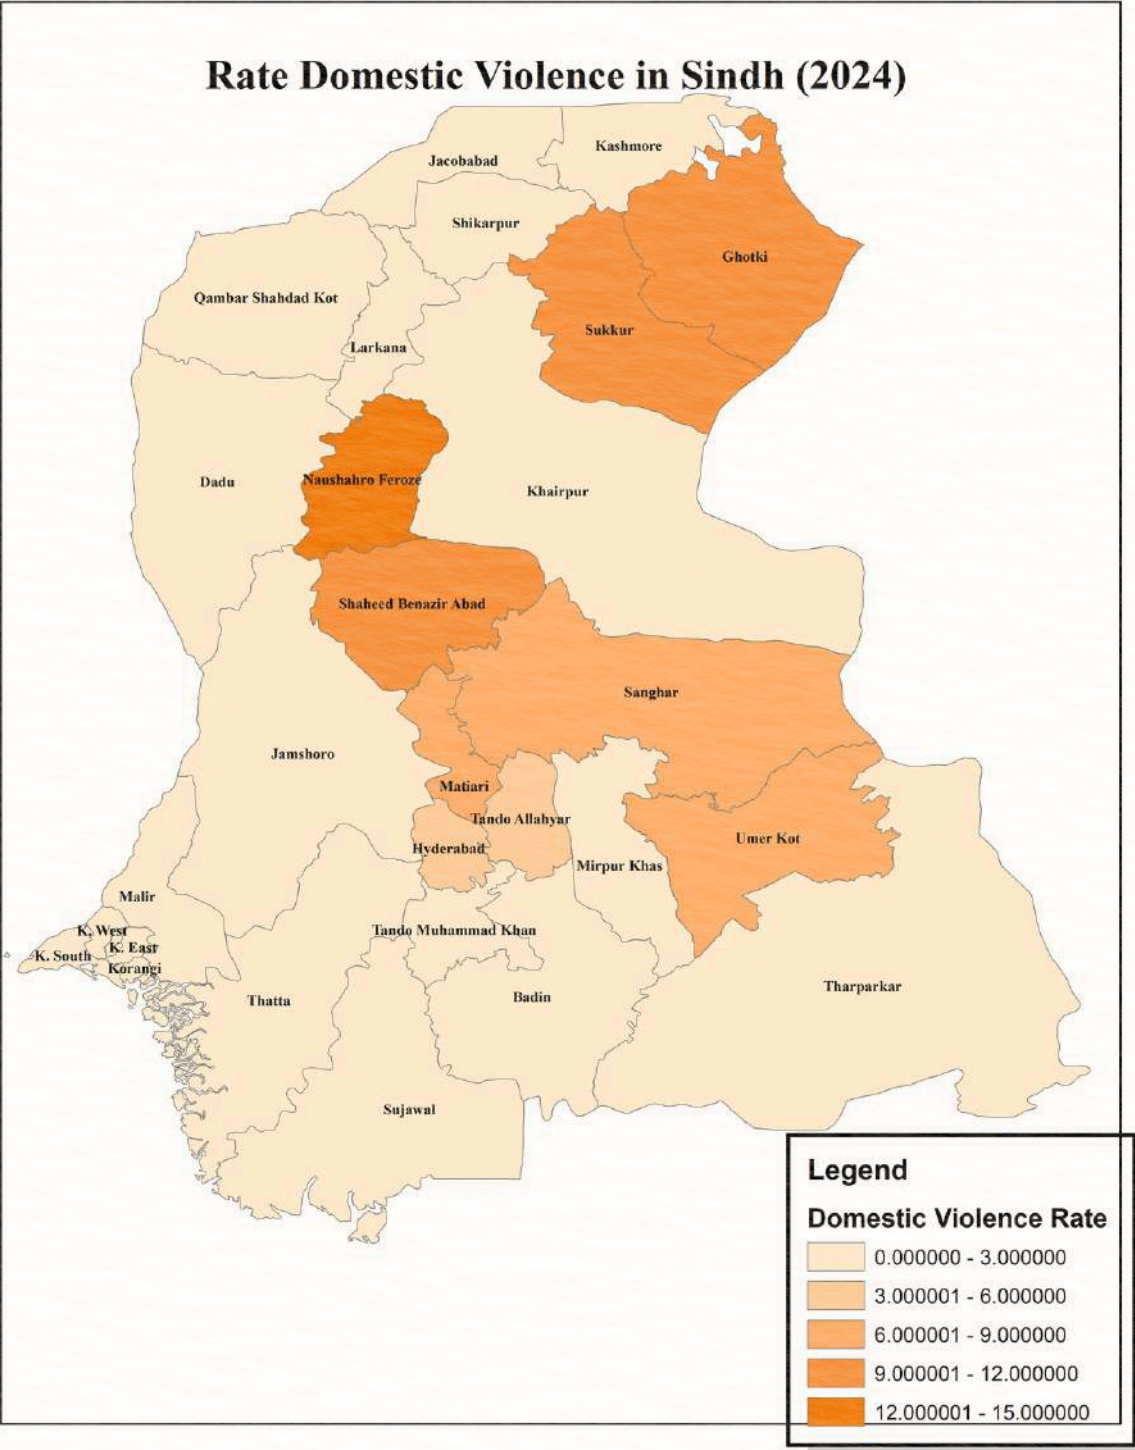 Rate Domestic Violence in Sindh (2024)
Kashmore
Jacobabad
Shikarpur
Ghotki
Qambar Shahdad Kot
Sukkur
Larkana
Naushahro Feroze
Dadu
Khairpur
Shaheed Benazir Abad
Sanghar
Jamshoro
Matiari
Tando Allahyar
Umer Kot
Hyderabad
Mirpur Khas
Malir
K. West
Tando Muhammad Khan
K. East
K. South
Korangi
Tharparkar
Badin
Thatta
Sujawal
Legend
Domestic Violence Rate
0.000000 - 3.000000
3.000001 - 6.000000
6.000001 - 9.000000
9.000001 - 12.000000
12.000001 - 15.000000